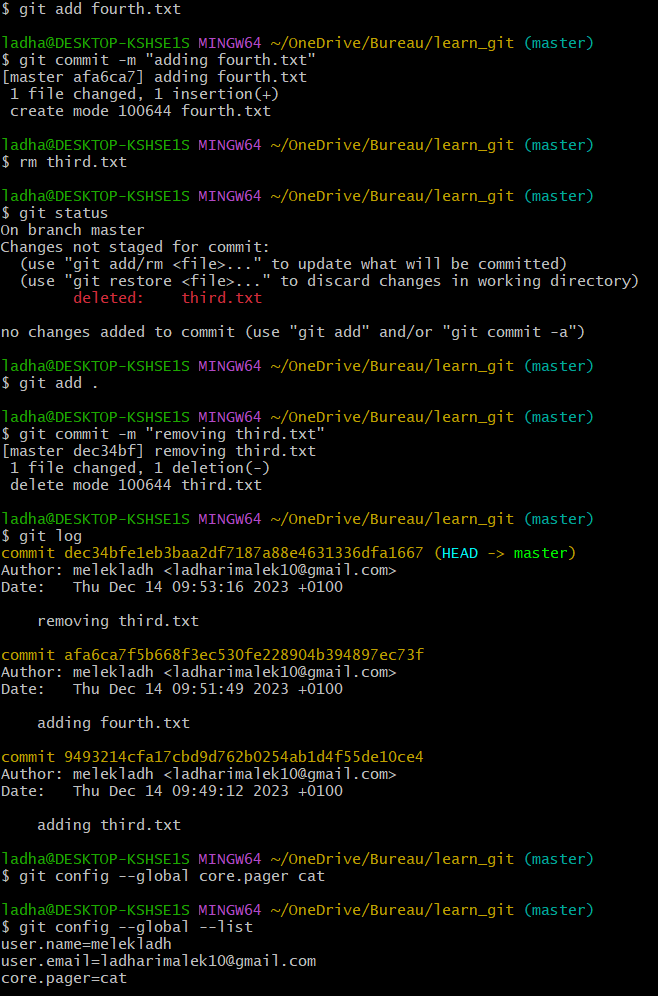 $ git add fourth.txt
ladha@DESKTOP-KSHSE1S MINGW64 ~/OneDrive/Bureau/learn_git (master)
$ git commit -m "adding fourth.txt"
[master afa6ca7] adding fourth.txt
 1 file changed, 1 insertion(+)
 create mode 100644 fourth.txt
ladha@DESKTOP-KSHSE1S MINGW64 ~/OneDrive/Bureau/learn_git (master)
$ rm third.txt
ladha@DESKTOP-KSHSE1S MINGW64 ~/OneDrive/Bureau/learn_git (master)
$ git status
On branch master
Changes not staged for commit:
  (use "git add/rm <file>..." to update what will be committed)
  (use "git restore <file>..." to discard changes in working directory)
        deleted:    third.txt
no changes added to commit (use "git add" and/or "git commit -a")
ladha@DESKTOP-KSHSE1S MINGW64 ~/OneDrive/Bureau/learn_git (master)
$ git add .
ladha@DESKTOP-KSHSE1S MINGW64 ~/OneDrive/Bureau/learn_git (master)
$ git commit -m "removing third.txt"
[master dec34bf] removing third.txt
 1 file changed, 1 deletion(-)
 delete mode 100644 third.txt
ladha@DESKTOP-KSHSE1S MINGW64 ~/OneDrive/Bureau/learn_git (master)
$ git log
commit dec34bfe1eb3baa2df7187a88e4631336dfa1667 (HEAD -> master)
Author: melekladh <ladharimalek10@gmail.com>
Date:   Thu Dec 14 09:53:16 2023 +0100
    removing third.txt
commit afa6ca7f5b668f3ec530fe228904b394897ec73f
Author: melekladh <ladharimalek10@gmail.com>
Date:   Thu Dec 14 09:51:49 2023 +0100
    adding fourth.txt
commit 9493214cfa17cbd9d762b0254ab1d4f55de10ce4
Author: melekladh <ladharimalek10@gmail.com>
Date:   Thu Dec 14 09:49:12 2023 +0100
    adding third.txt
ladha@DESKTOP-KSHSE1S MINGW64 ~/OneDrive/Bureau/learn_git (master)
$ git config --global core.pager cat
ladha@DESKTOP-KSHSE1S MINGW64 ~/OneDrive/Bureau/learn_git (master)
$ git config --global --list
user.name=melekladh
user.email=ladharimalek10@gmail.com
core.pager=cat